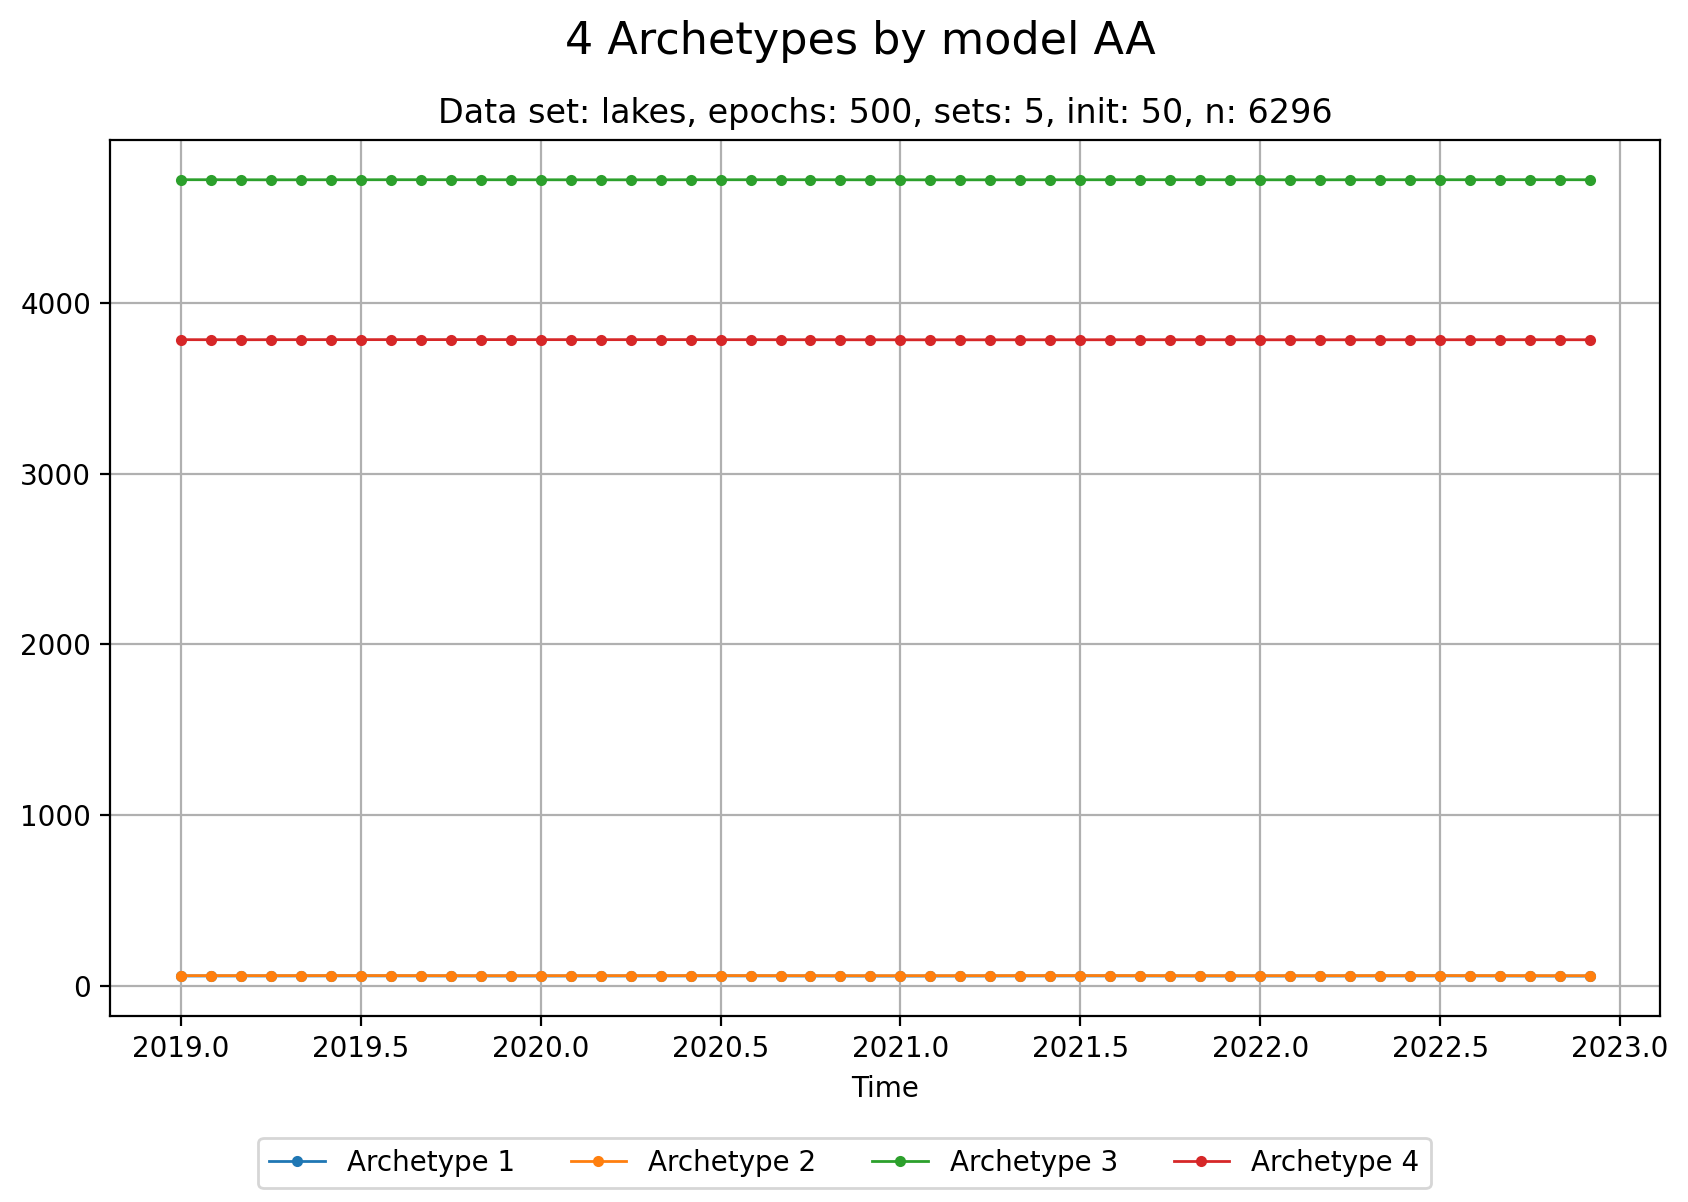 4 Archetypes by model AA
Data set: lakes, epochs: 500, sets: 5, init: 50, n: 6296
4000
3000
2000
1000
0
2019.0 2019.5 2020.0 2020.5 2021.0 2021.5 2022.0 2022.5 2023.0
Time
Archetype 1 Archetype 2 Archetype 3 Archetype 4